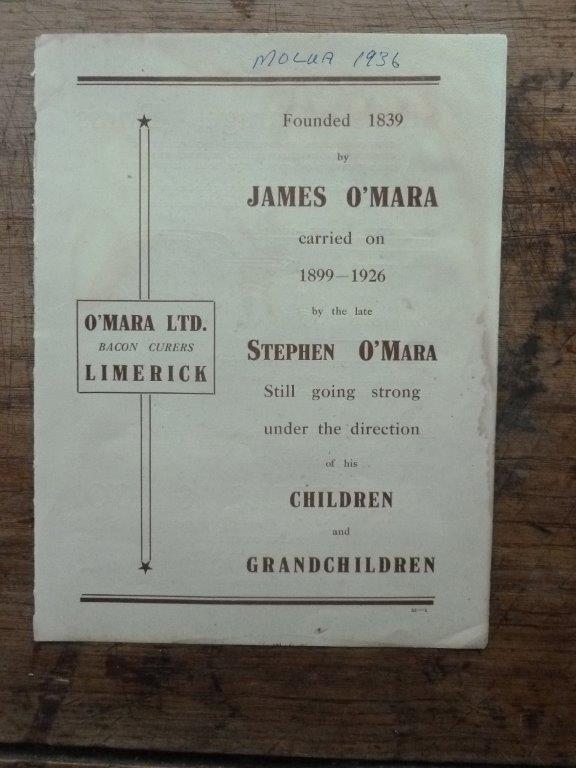 MOLUA 1936
Founded 1839
by
JAMES O'MARA
carried on
1899—1926
by the late
STEPHEN O'MARA
Still going strong
under the direction
of his
CHILDREN
and
GRANDCHILDREN
O'MARA LTD.
BACON CURERS
LIMERICK